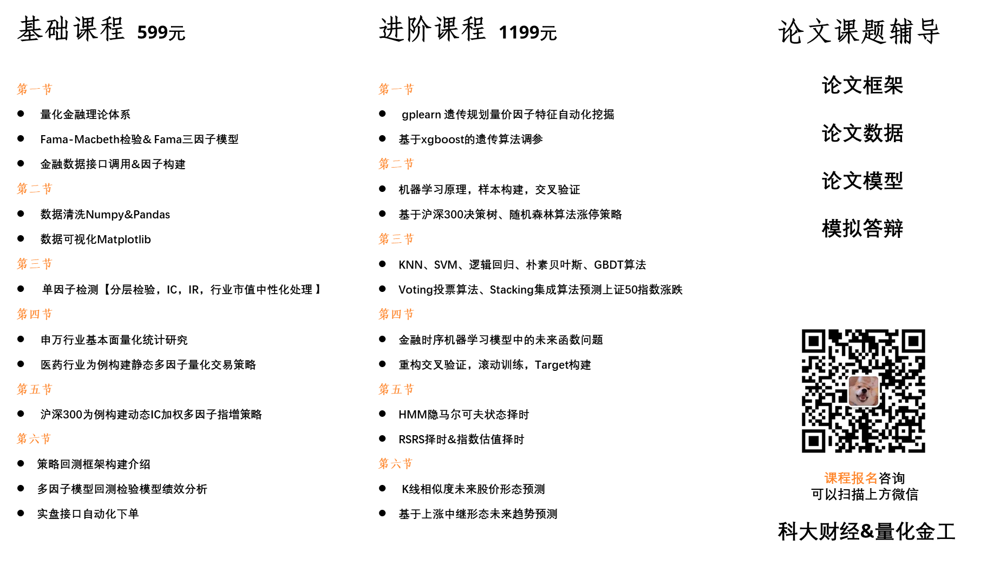 基础课程 599元
第一节
● 量化金融理论体系
● Fama-Macbeth检验& Fama三因子模型
● 金融数据接口调用&因子构建
第二节
● 数据清洗Numpy&Pandas
● 数据可视化Matplotlib
第三节
● 单因子检测【分层检验，IC，IR，行业市值中性化处理 】
第四节
● 申万行业基本面量化统计研究
● 医药行业为例构建静态多因子量化交易策略
第五节
● 沪深300为例构建动态IC加权多因子指增策略
第六节
● 策略回测框架构建介绍
● 多因子模型回测检验模型绩效分析
● 实盘接口自动化下单
进阶课程 1199元
第一节
● gplearn 遗传规划量价因子特征自动化挖掘
● 基于xgboost的遗传算法调参
第二节
● 机器学习原理，样本构建，交叉验证
● 基于沪深300决策树、随机森林算法涨停策略
第三节
● KNN、SVM、逻辑回归、朴素贝叶斯、GBDT算法
● Voting投票算法、Stacking集成算法预测上证50指数涨跌
第四节
● 金融时序机器学习模型中的未来函数问题
● 重构交叉验证，滚动训练，Target构建
第五节
● HMM隐马尔可夫状态择时
● RSRS择时&指数估值择时
第六节
● K线相似度未来股价形态预测
● 基于上涨中继形态未来趋势预测
论文课题辅导
论文框架
论文数据
论文模型
模拟答辩
课程报名咨询
可以扫描上方微信
科大财经&量化金工